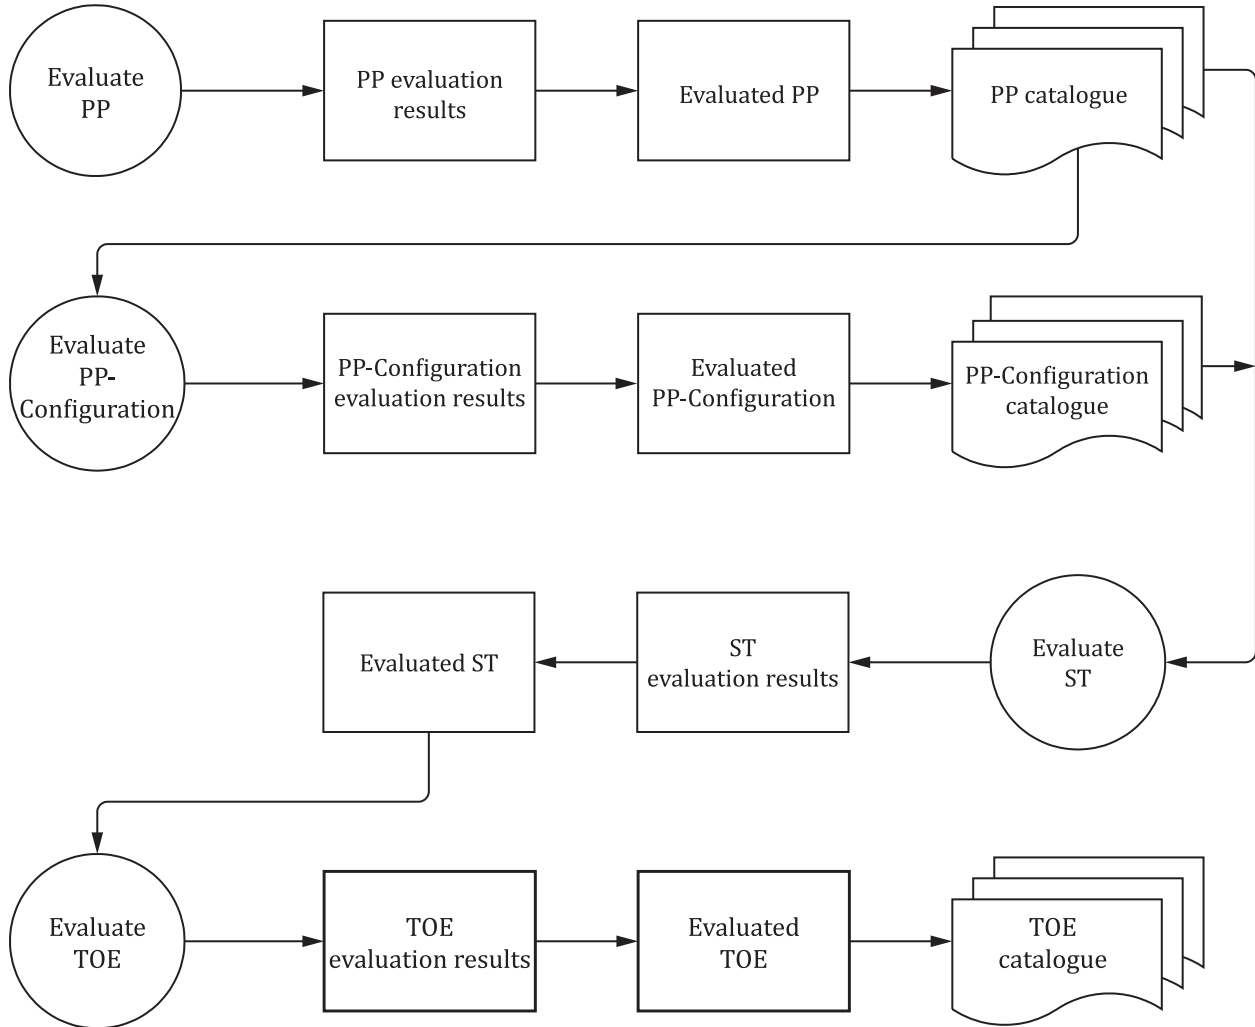 Evaluate
PP
PP evaluation
results
Evaluated PP
PP catalogue
Evaluate
PP-
Configuration
PP-Configuration
evaluation results
Evaluated
PP-Configuration
PP-Configuration
catalogue
Evaluated ST
ST
evaluation results
Evaluate
ST
Evaluate
TOE
TOE
evaluation results
Evaluated
TOE
TOE
catalogue